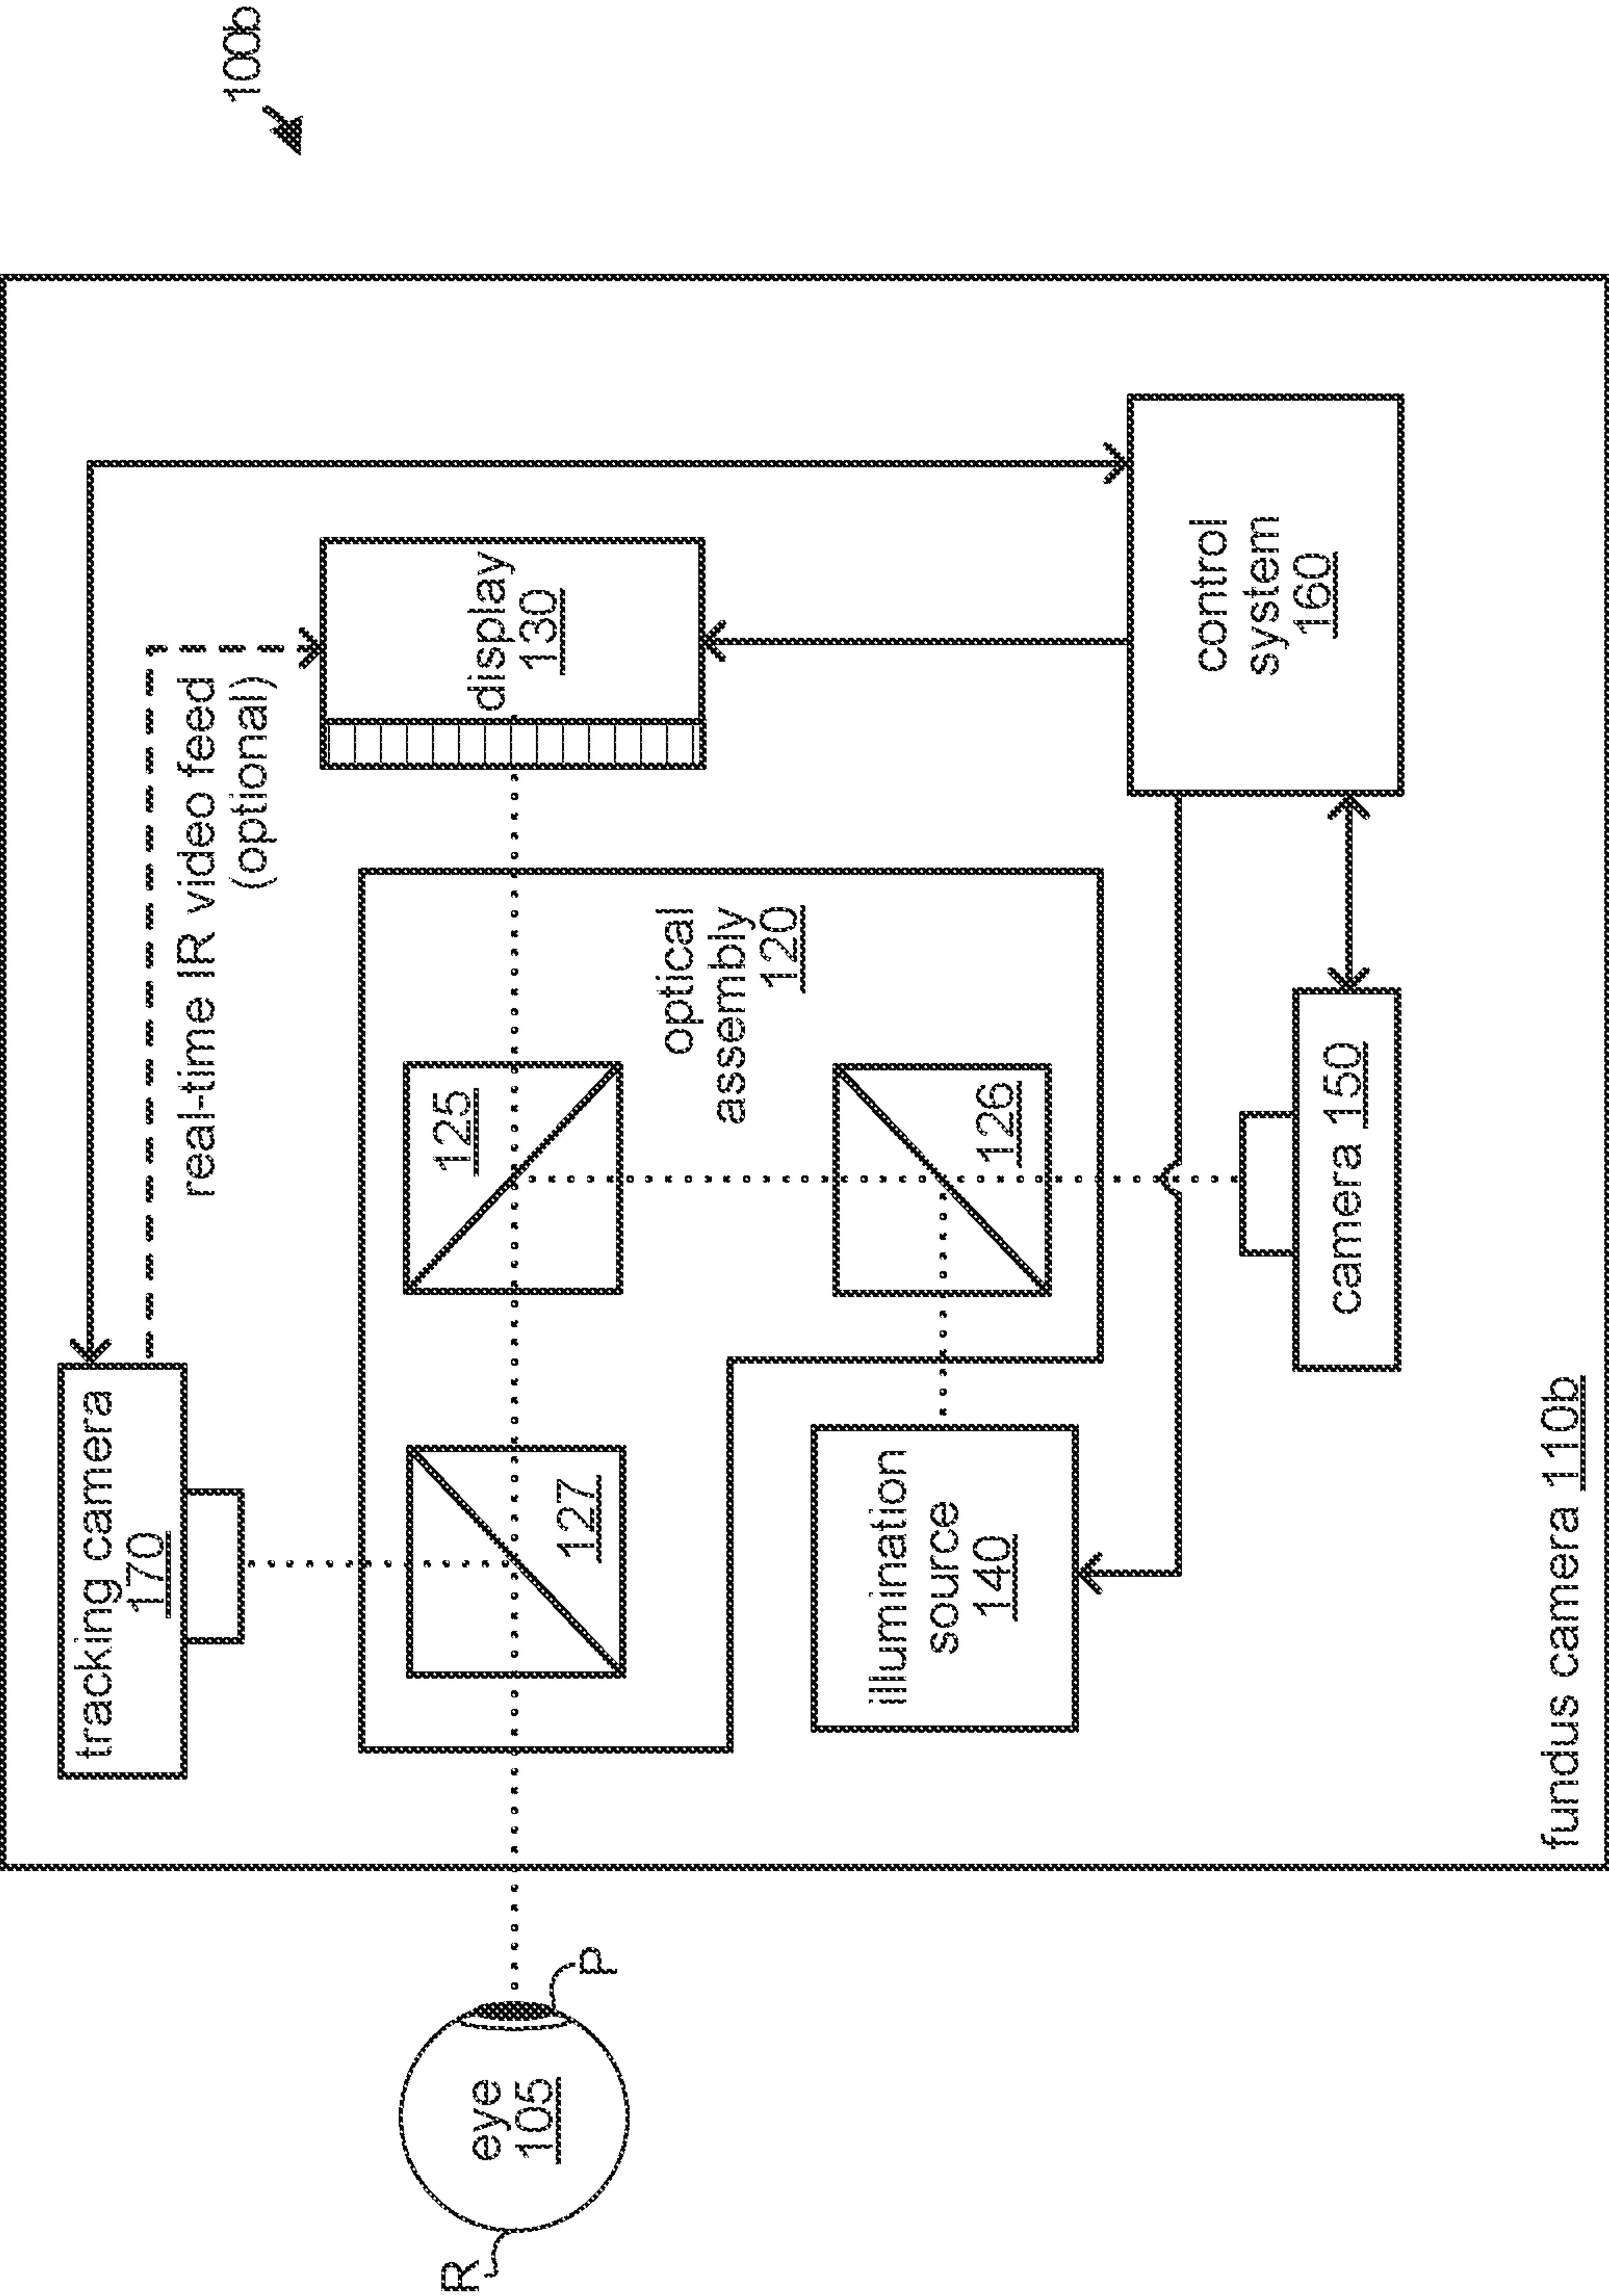 100b
tracking camera
170
real-time IR video feed
(optional)
display
130
125
127
optical
assembly
120
126
eye
105
R
P
illumination
source
140
control
system
160
camera 150
fundus camera 110b